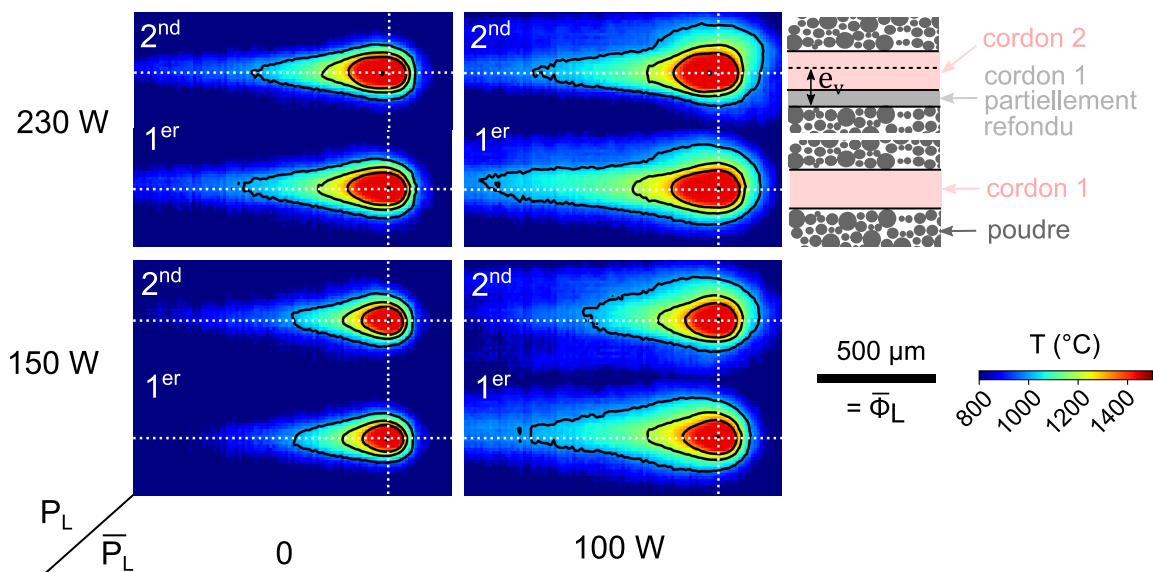 2nd
2nd
cordon 2
cordon 1
partiellement
refondu
ev
230 W
1er
1er
cordon 1
poudre
2nd
2nd
150 W
500 µm
T (°C)
1er
1er
= Φ̅L
800
1000
1200
1400
PL
P̅L
0
100 W